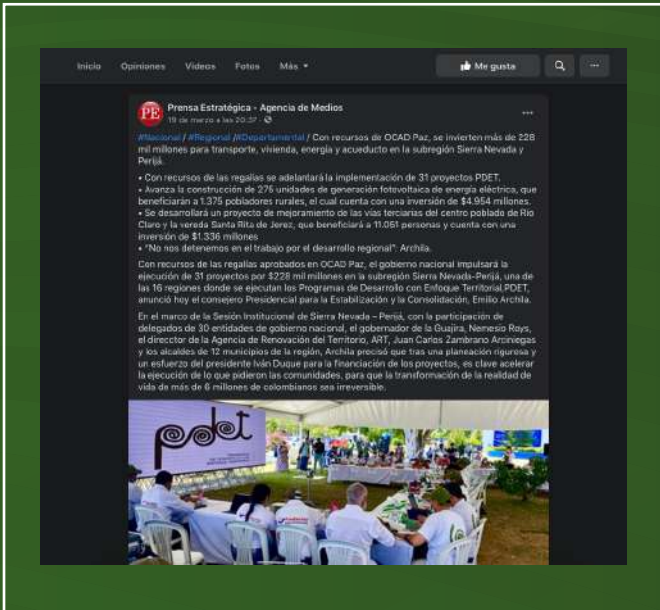 Inicio Opiniones Videos Fotos Más Me gusta
PE Prensa Estratégica - Agencia de Medios
19 de marzo a las 20:37
#Nacional / #Regional /#Departamental / Con recursos de OCAD Paz, se invierten más de 228
mil millones para transporte, vivienda, energía y acueducto en la subregión Sierra Nevada y
Perijá.
• Con recursos de las regalías se adelantará la implementación de 31 proyectos PDET.
• Avanza la construcción de 275 unidades de generación fotovoltaica de energía eléctrica, que
beneficiarán a 1.375 pobladores rurales, el cual cuenta con una inversión de $4.954 millones.
• Se desarrollará un proyecto de mejoramiento de las vías terciarias del centro poblado de Río
Claro y la vereda Santa Rita de Jerez, que beneficiará a 11.051 personas y cuenta con una
inversión de $1.336 millones
• "No nos detenemos en el trabajo por el desarrollo regional": Archila.
Con recursos de las regalías aprobados en OCAD Paz, el gobierno nacional impulsará la
ejecución de 31 proyectos por $228 mil millones en la subregión Sierra Nevada-Perijá, una de
las 16 regiones donde se ejecutan los Programas de Desarrollo con Enfoque Territorial,PDET,
anunció hoy el consejero Presidencial para la Estabilización y la Consolidación, Emilio Archila.
En el marco de la Sesión Institucional de Sierra Nevada – Perijá, con la participación de
delegados de 30 entidades de gobierno nacional, el gobernador de la Guajira, Nemesio Roys,
el director de la Agencia de Renovación del Territorio, ART, Juan Carlos Zambrano Arciniegas
y los alcaldes de 12 municipios de la región, Archila precisó que tras una planeación rigurosa y
un esfuerzo del presidente Iván Duque para la financiación de los proyectos, es clave acelerar
la ejecución de lo que pidieron las comunidades, para que la transformación de la realidad de
vida de más de 6 millones de colombianos sea irreversible.
pdet